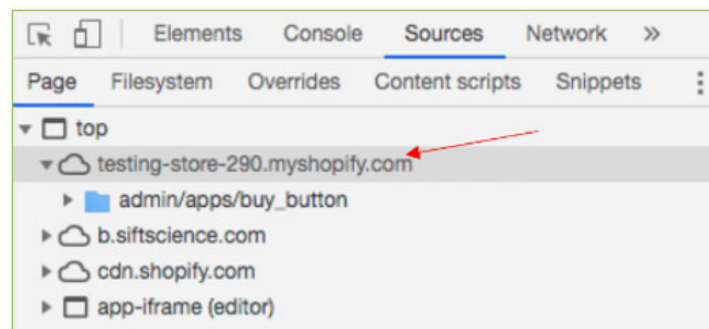 Elements Console Sources Network »
Page Filesystem Overrides Content scripts Snippets
top
testing-store-290.myshopify.com
admin/apps/buy_button
b.siftscience.com
cdn.shopify.com
app-iframe (editor)